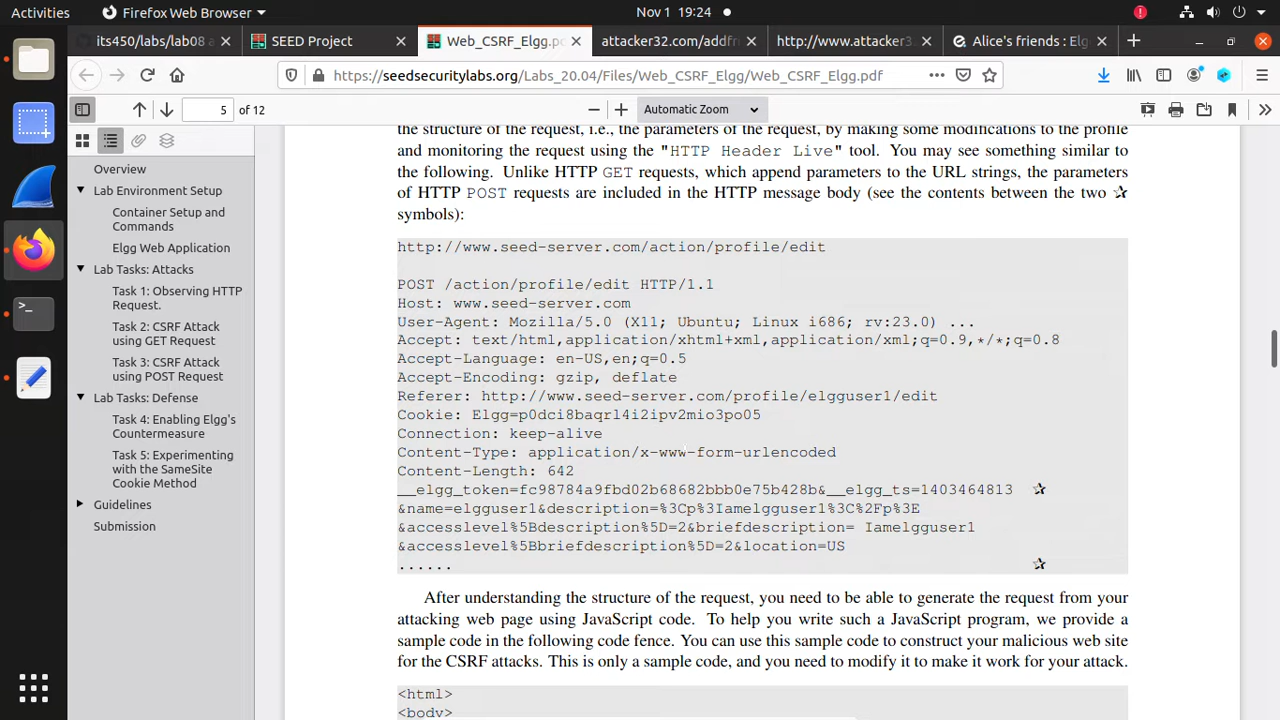 Activities
Firefox Web Browser
Nov 1 19:24
its450/labs/lab08 a
SEED Project
Web_CSRF_Elgg.pd
attacker32.com/addfr
http://www.attacker3
Alice's friends : Elg
https://seedsecuritylabs.org/Labs_20.04/Files/Web_CSRF_Elgg/Web_CSRF_Elgg.pdf
5 of 12
Automatic Zoom
Overview
Lab Environment Setup
Container Setup and
Commands
Elgg Web Application
Lab Tasks: Attacks
Task 1: Observing HTTP
Request.
Task 2: CSRF Attack
using GET Request
Task 3: CSRF Attack
using POST Request
Lab Tasks: Defense
Task 4: Enabling Elgg's
Countermeasure
Task 5: Experimenting
with the SameSite
Cookie Method
Guidelines
Submission
the structure of the request, i.e., the parameters of the request, by making some modifications to the profile
and monitoring the request using the "HTTP Header Live" tool. You may see something similar to
the following. Unlike HTTP GET requests, which append parameters to the URL strings, the parameters
of HTTP POST requests are included in the HTTP message body (see the contents between the two ✰
symbols):
http://www.seed-server.com/action/profile/edit
POST /action/profile/edit HTTP/1.1
Host: www.seed-server.com
User-Agent: Mozilla/5.0 (X11; Ubuntu; Linux i686; rv:23.0) ...
Accept: text/html,application/xhtml+xml,application/xml;q=0.9,*/*;q=0.8
Accept-Language: en-US,en;q=0.5
Accept-Encoding: gzip, deflate
Referer: http://www.seed-server.com/profile/elgguser1/edit
Cookie: Elgg=p0dci8baqrl4i2ipv2mio3po05
Connection: keep-alive
Content-Type: application/x-www-form-urlencoded
Content-Length: 642
__elgg_token=fc98784a9fbd02b68682bbb0e75b428b&__elgg_ts=1403464813 ✰
&name=elgguser1&description=%3Cp%3Iamelgguser1%3C%2Fp%3E
&accesslevel%5Bdescription%5D=2&briefdescription= Iamelgguser1
&accesslevel%5Bbriefdescription%5D=2&location=US
...... ✰
After understanding the structure of the request, you need to be able to generate the request from your
attacking web page using JavaScript code. To help you write such a JavaScript program, we provide a
sample code in the following code fence. You can use this sample code to construct your malicious web site
for the CSRF attacks. This is only a sample code, and you need to modify it to make it work for your attack.
<html>
<body>